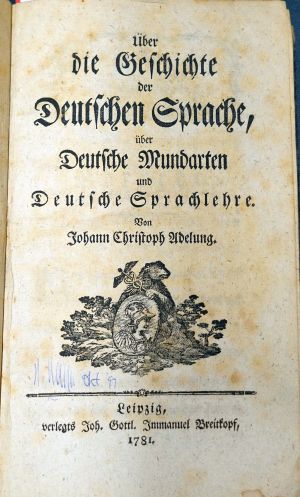 Über
die Geschichte
der
Deutschen Sprache,
über
Deutsche Mundarten
und
Deutsche Sprachlehre.
Von
Johann Christoph Adelung.
Leipzig,
verlegts Joh. Gottl. Immanuel Breitkopf,
1781.